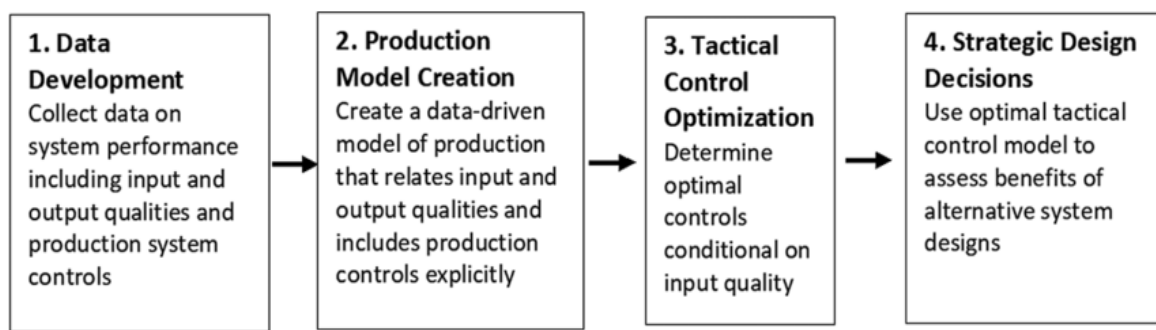 1. Data
Development
Collect data on
system performance
including input and
output qualities and
production system
controls
2. Production
Model Creation
Create a data-driven
model of production
that relates input and
output qualities and
includes production
controls explicitly
3. Tactical
Control
Optimization
Determine
optimal
controls
conditional on
input quality
4. Strategic Design
Decisions
Use optimal tactical
control model to
assess benefits of
alternative system
designs